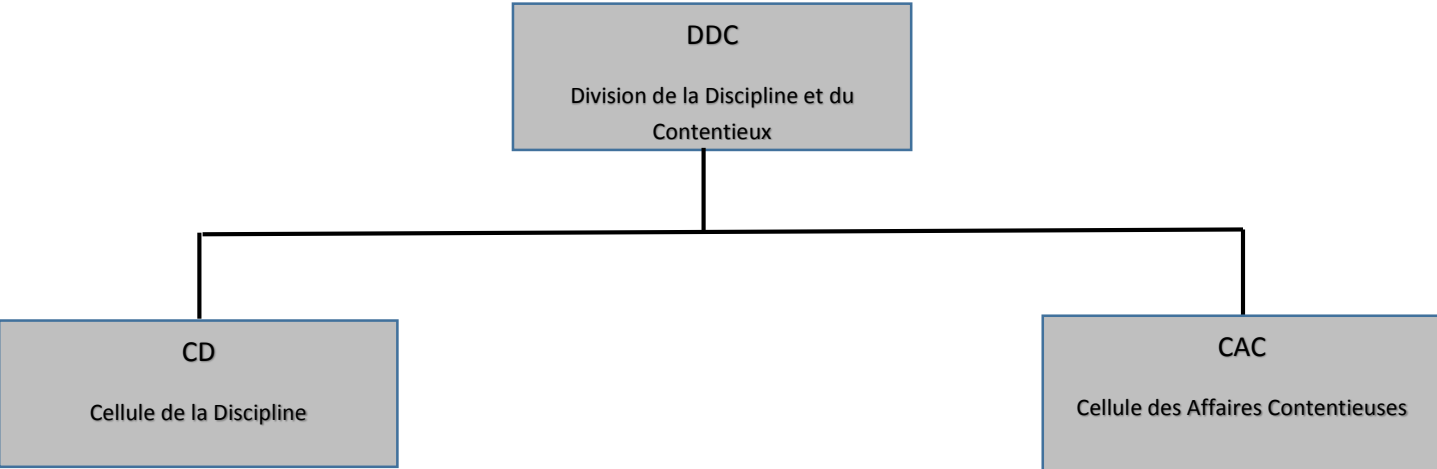 DDC
Division de la Discipline et du
Contentieux
CD
Cellule de la Discipline
CAC
Cellule des Affaires Contentieuses